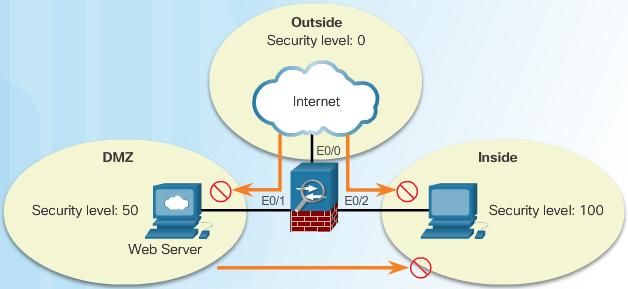 Outside
Security level: 0
Internet
E0/0
DMZ
Inside
E0/1
E0/2
Security level: 50
Security level: 100
Web Server